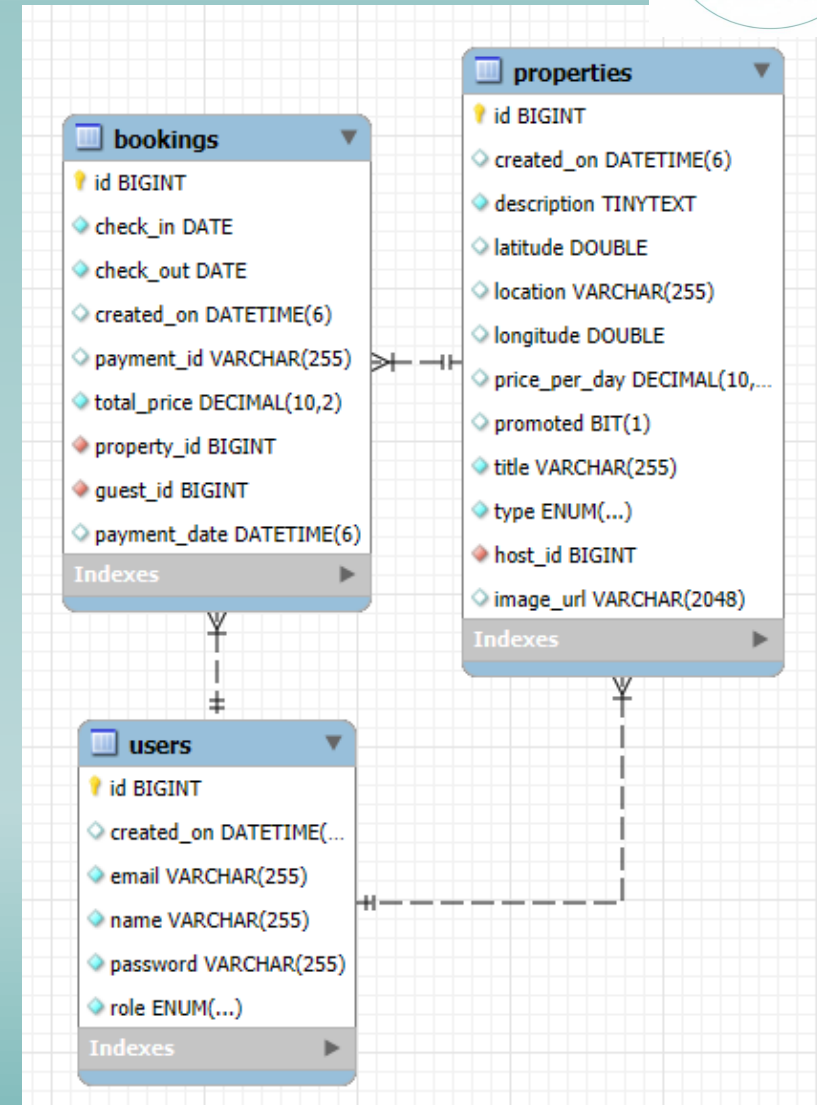 bookings
id BIGINT
check_in DATE
check_out DATE
created_on DATETIME(6)
payment_id VARCHAR(255)
total_price DECIMAL(10,2)
property_id BIGINT
guest_id BIGINT
payment_date DATETIME(6)
Indexes
properties
id BIGINT
created_on DATETIME(6)
description TINYTEXT
latitude DOUBLE
location VARCHAR(255)
longitude DOUBLE
price_per_day DECIMAL(10,...
promoted BIT(1)
title VARCHAR(255)
type ENUM(...)
host_id BIGINT
image_url VARCHAR(2048)
Indexes
users
id BIGINT
created_on DATETIME(...
email VARCHAR(255)
name VARCHAR(255)
password VARCHAR(255)
role ENUM(...)
Indexes